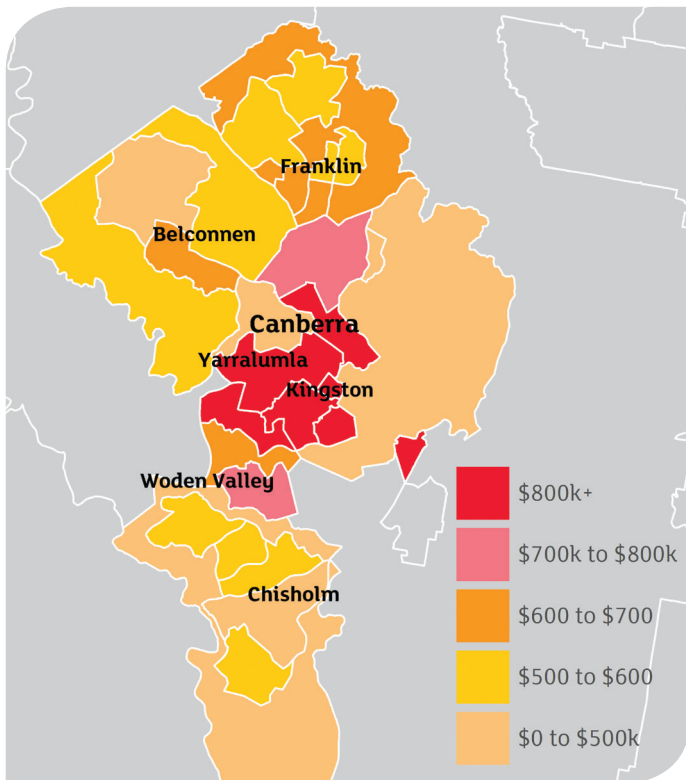 Franklin
Belconnen
Canberra
Yarralumla
Kingston
Woden Valley
Chisholm
$800k+
$700k to $800k
$600 to $700
$500 to $600
$0 to $500k